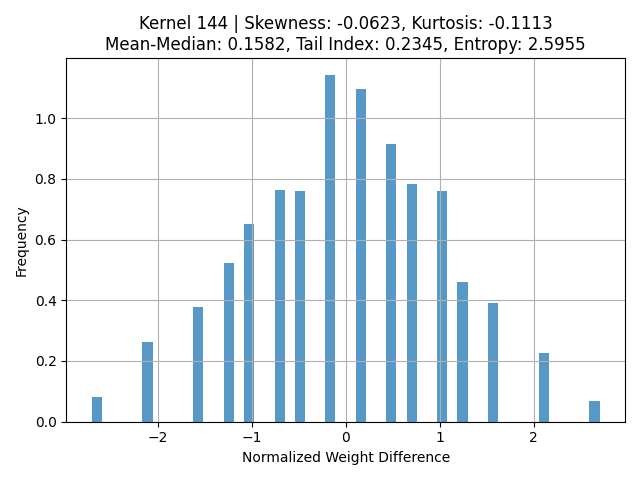 Kernel 144 | Skewness: -0.0623, Kurtosis: -0.1113
Mean-Median: 0.1582, Tail Index: 0.2345, Entropy: 2.5955
Frequency
1.0
0.8
0.6
0.4
0.2
0.0
−2 −1 0 1 2
Normalized Weight Difference